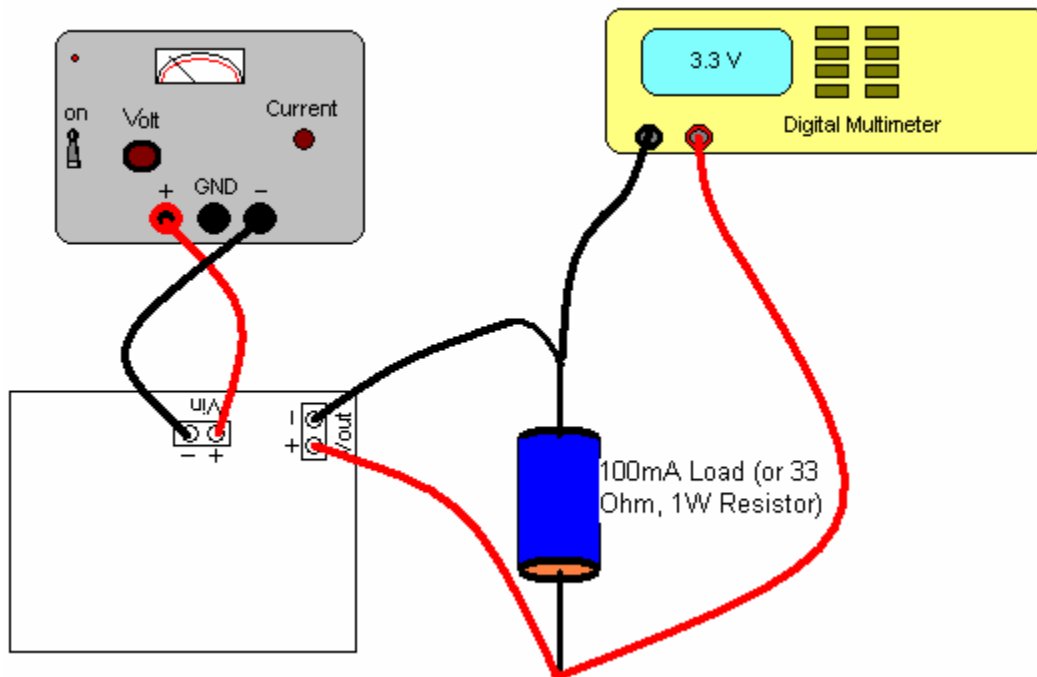 on
Volt
Current
+
GND
−
3.3 V
Digital Multimeter
Vin
−
+
−
+
Vout
100mA Load (or 33
Ohm, 1W Resistor)